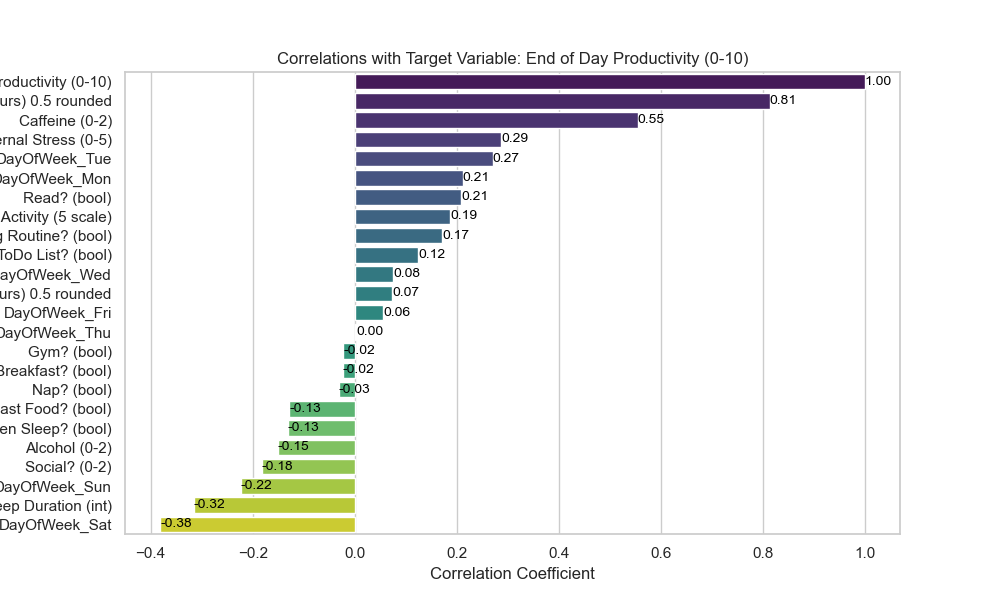 Correlations with Target Variable: End of Day Productivity (0-10)
roductivity (0-10) 1.00
urs) 0.5 rounded 0.81
Caffeine (0-2) 0.55
ernal Stress (0-5) 0.29
DayOfWeek_Tue 0.27
DayOfWeek_Mon 0.21
Read? (bool) 0.21
Activity (5 scale) 0.19
g Routine? (bool) 0.17
ToDo List? (bool) 0.12
ayOfWeek_Wed 0.08
urs) 0.5 rounded 0.07
DayOfWeek_Fri 0.06
DayOfWeek_Thu 0.00
Gym? (bool) -0.02
Breakfast? (bool) -0.02
Nap? (bool) -0.03
ast Food? (bool) -0.13
en Sleep? (bool) -0.13
Alcohol (0-2) -0.15
Social? (0-2) -0.18
DayOfWeek_Sun -0.22
eep Duration (int) -0.32
DayOfWeek_Sat -0.38
−0.4 −0.2 0.0 0.2 0.4 0.6 0.8 1.0
Correlation Coefficient